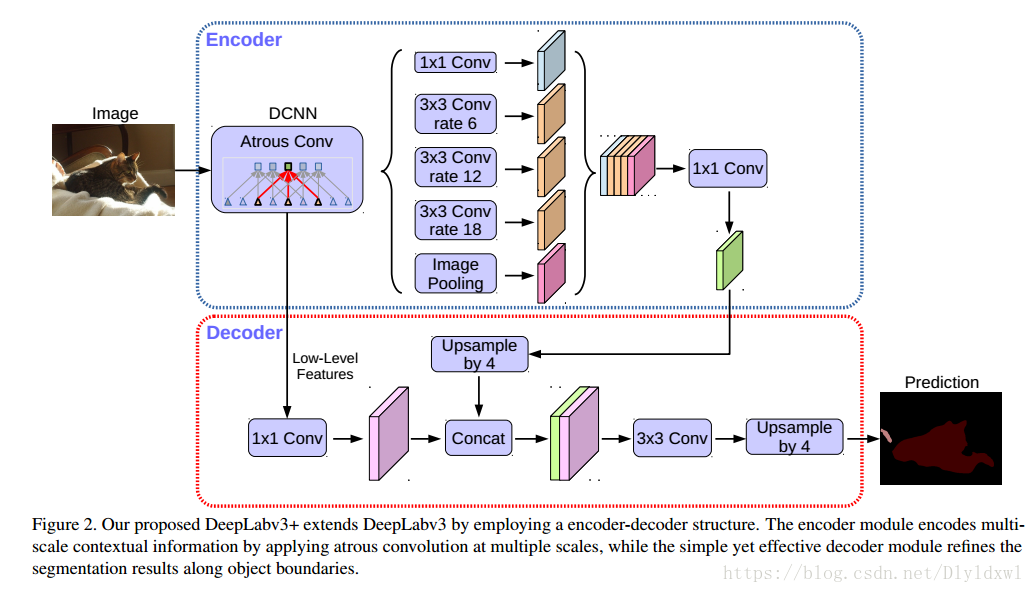 Encoder
Image
DCNN
Atrous Conv
1x1 Conv
3x3 Conv
rate 6
3x3 Conv
rate 12
3x3 Conv
rate 18
Image
Pooling
1x1 Conv
Decoder
Low-Level
Features
Upsample
by 4
1x1 Conv
Concat
3x3 Conv
Upsample
by 4
Prediction
Figure 2. Our proposed DeepLabv3+ extends DeepLabv3 by employing a encoder-decoder structure. The encoder module encodes multi-
scale contextual information by applying atrous convolution at multiple scales, while the simple yet effective decoder module refines the
segmentation results along object boundaries.
https://blog.csdn.net/Dlyldxwl